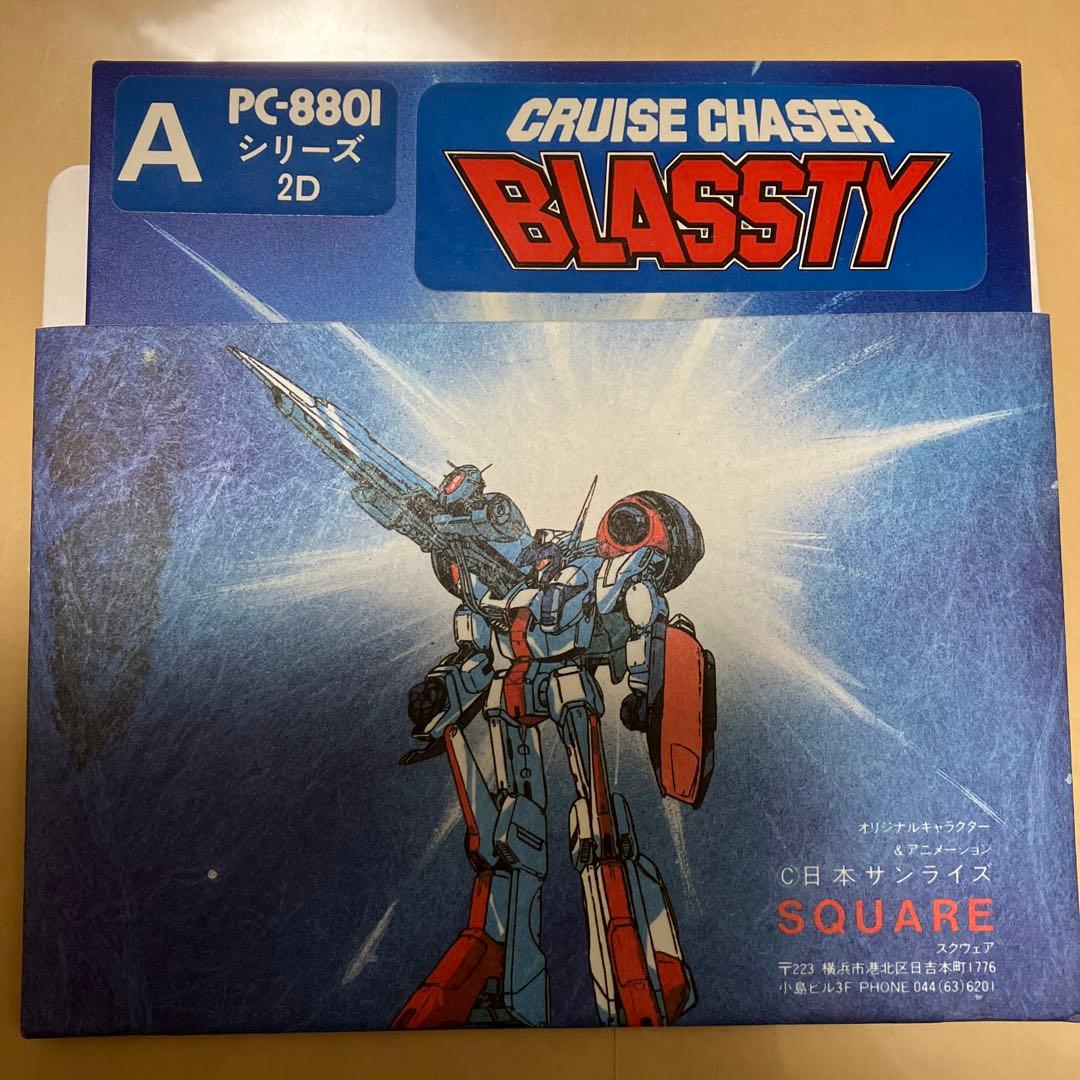 A
PC-8801
シリーズ
2D
CRUISE CHASER
BLASSTY
オリジナルキャラクター
&アニメーション
C日本サンライズ
SQUARE
スクウェア
〒223 横浜市港北区日吉本町1776
小島ビル3F PHONE 044(63)6201